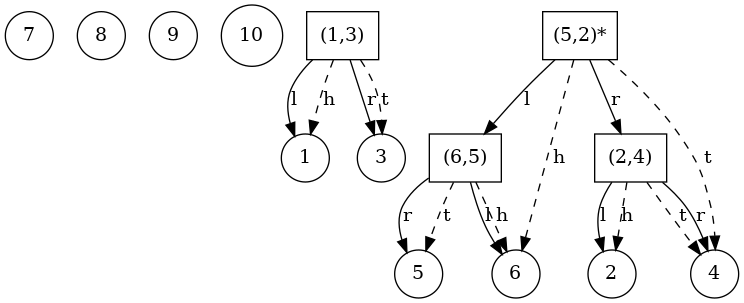 7 8 9 10 (1,3) (5,2)*
l h r t l h r t
1 3 (6,5) (2,4)
r t l h l h t r
5 6 2 4